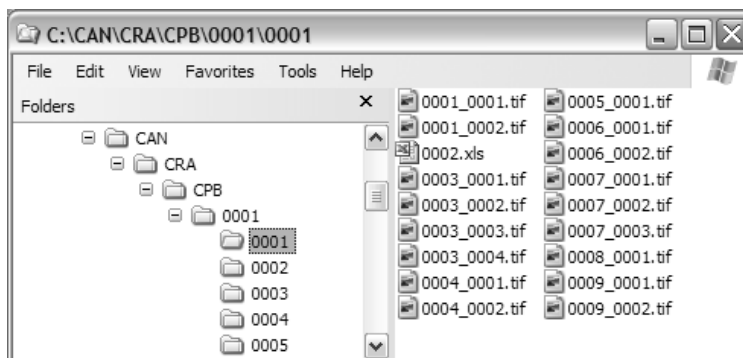 C:\CAN\CRA\CPB\0001\0001
File Edit View Favorites Tools Help
Folders
CAN
CRA
CPB
0001
0001
0002
0003
0004
0005
0001_0001.tif
0001_0002.tif
0002.xls
0003_0001.tif
0003_0002.tif
0003_0003.tif
0003_0004.tif
0004_0001.tif
0004_0002.tif
0005_0001.tif
0006_0001.tif
0006_0002.tif
0007_0001.tif
0007_0002.tif
0007_0003.tif
0008_0001.tif
0009_0001.tif
0009_0002.tif